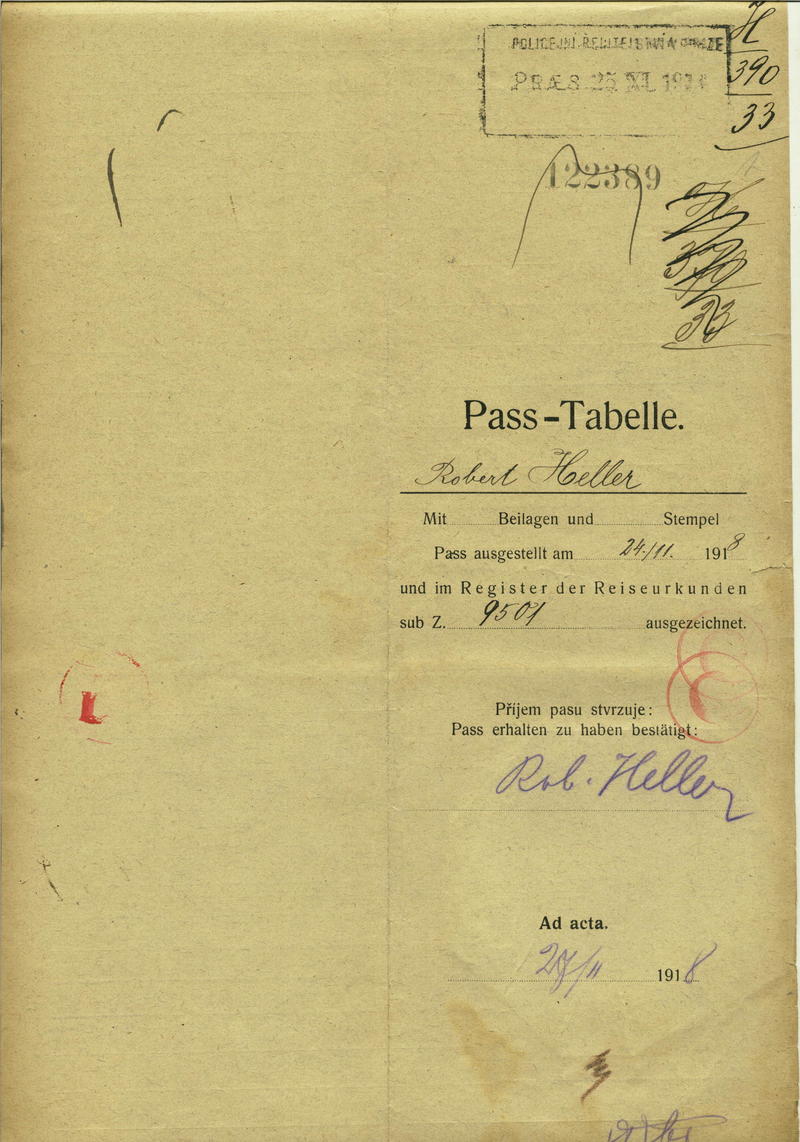 POLICEJNÍ ŘEDITELSTVÍ V PRAZE
PRÆS 25 XI. 1918
H
390
33
122389
H
390
33
Pass-Tabelle.
Robert Heller
Mit Beilagen und Stempel
Pass ausgestellt am 24./11. 1918
und im Register der Reiseurkunden
sub Z. 9501 ausgezeichnet.
Příjem pasu stvrzuje:
Pass erhalten zu haben bestätigt:
Rob. Heller
Ad acta.
27/11 1918